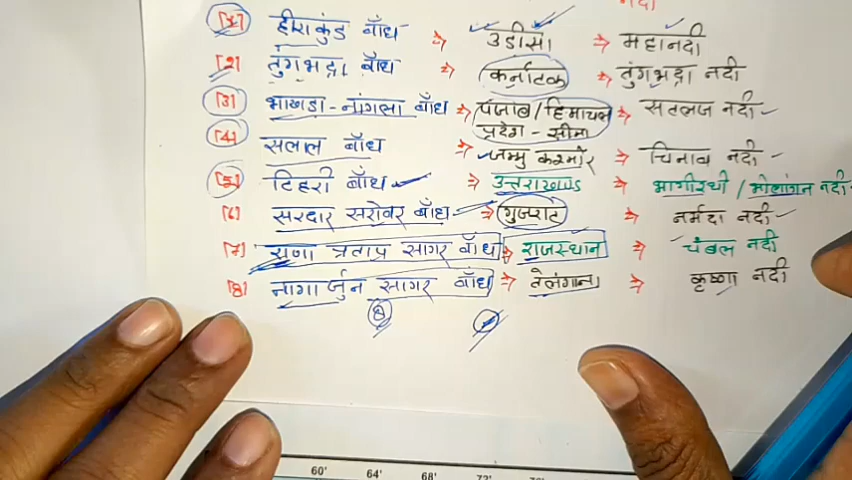 नदी
[1] हीराकुंड बाँध ⇒ उडीसा ⇒ महानदी
[2] तुंगभद्रा बाँध ⇒ कर्नाटक ⇒ तुंगभद्रा नदी
[3] भाखडा-नांगला बाँध ⇒ पंजाब/हिमाचल प्रदेश-सीमा ⇒ सतलज नदी
[4] सलाल बाँध ⇒ जम्मु कश्मीर ⇒ चिनाव नदी
[5] टिहरी बाँध ⇒ उत्तराखण्ड ⇒ भागीरथी / भीलांगन नदी
[6] सरदार सरोवर बाँध ⇒ गुजरात ⇒ नर्मदा नदी
[7] राणा प्रताप सागर बाँध ⇒ राजस्थान ⇒ चंबल नदी
[8] नागार्जुन सागर बाँध ⇒ तेलंगाना ⇒ कृष्णा नदी
60° 64° 68° 72°